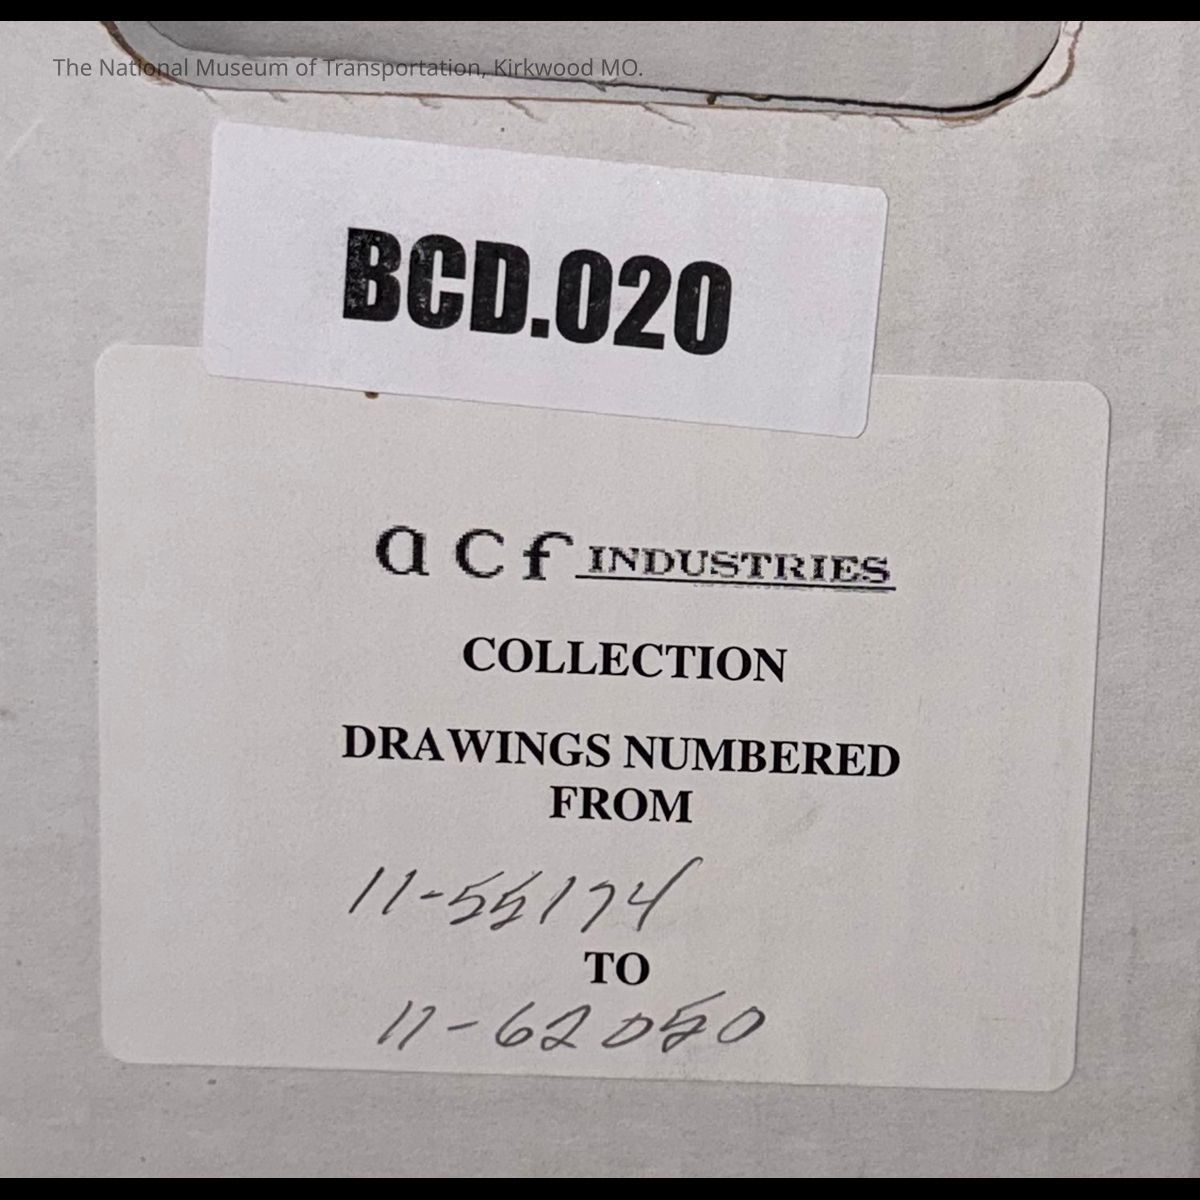 The National Museum of Transportation, Kirkwood MO.
BCD.020
acf INDUSTRIES
COLLECTION
DRAWINGS NUMBERED
FROM
11-55174
TO
11-62050